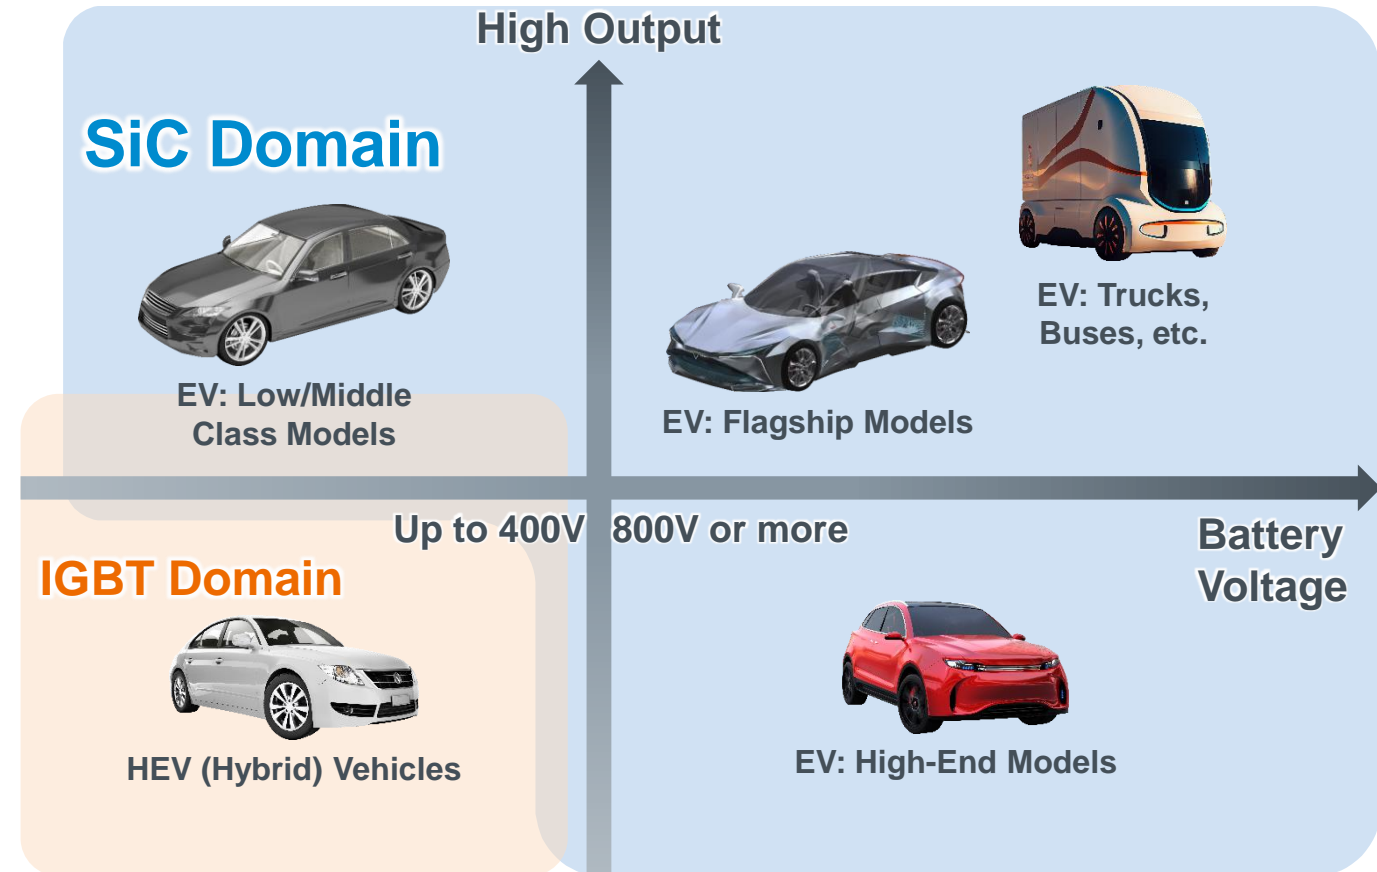 High Output
SiC Domain
EV: Low/Middle
Class Models
EV: Trucks,
Buses, etc.
EV: Flagship Models
Up to 400V
800V or more
Battery
Voltage
IGBT Domain
HEV (Hybrid) Vehicles
EV: High-End Models